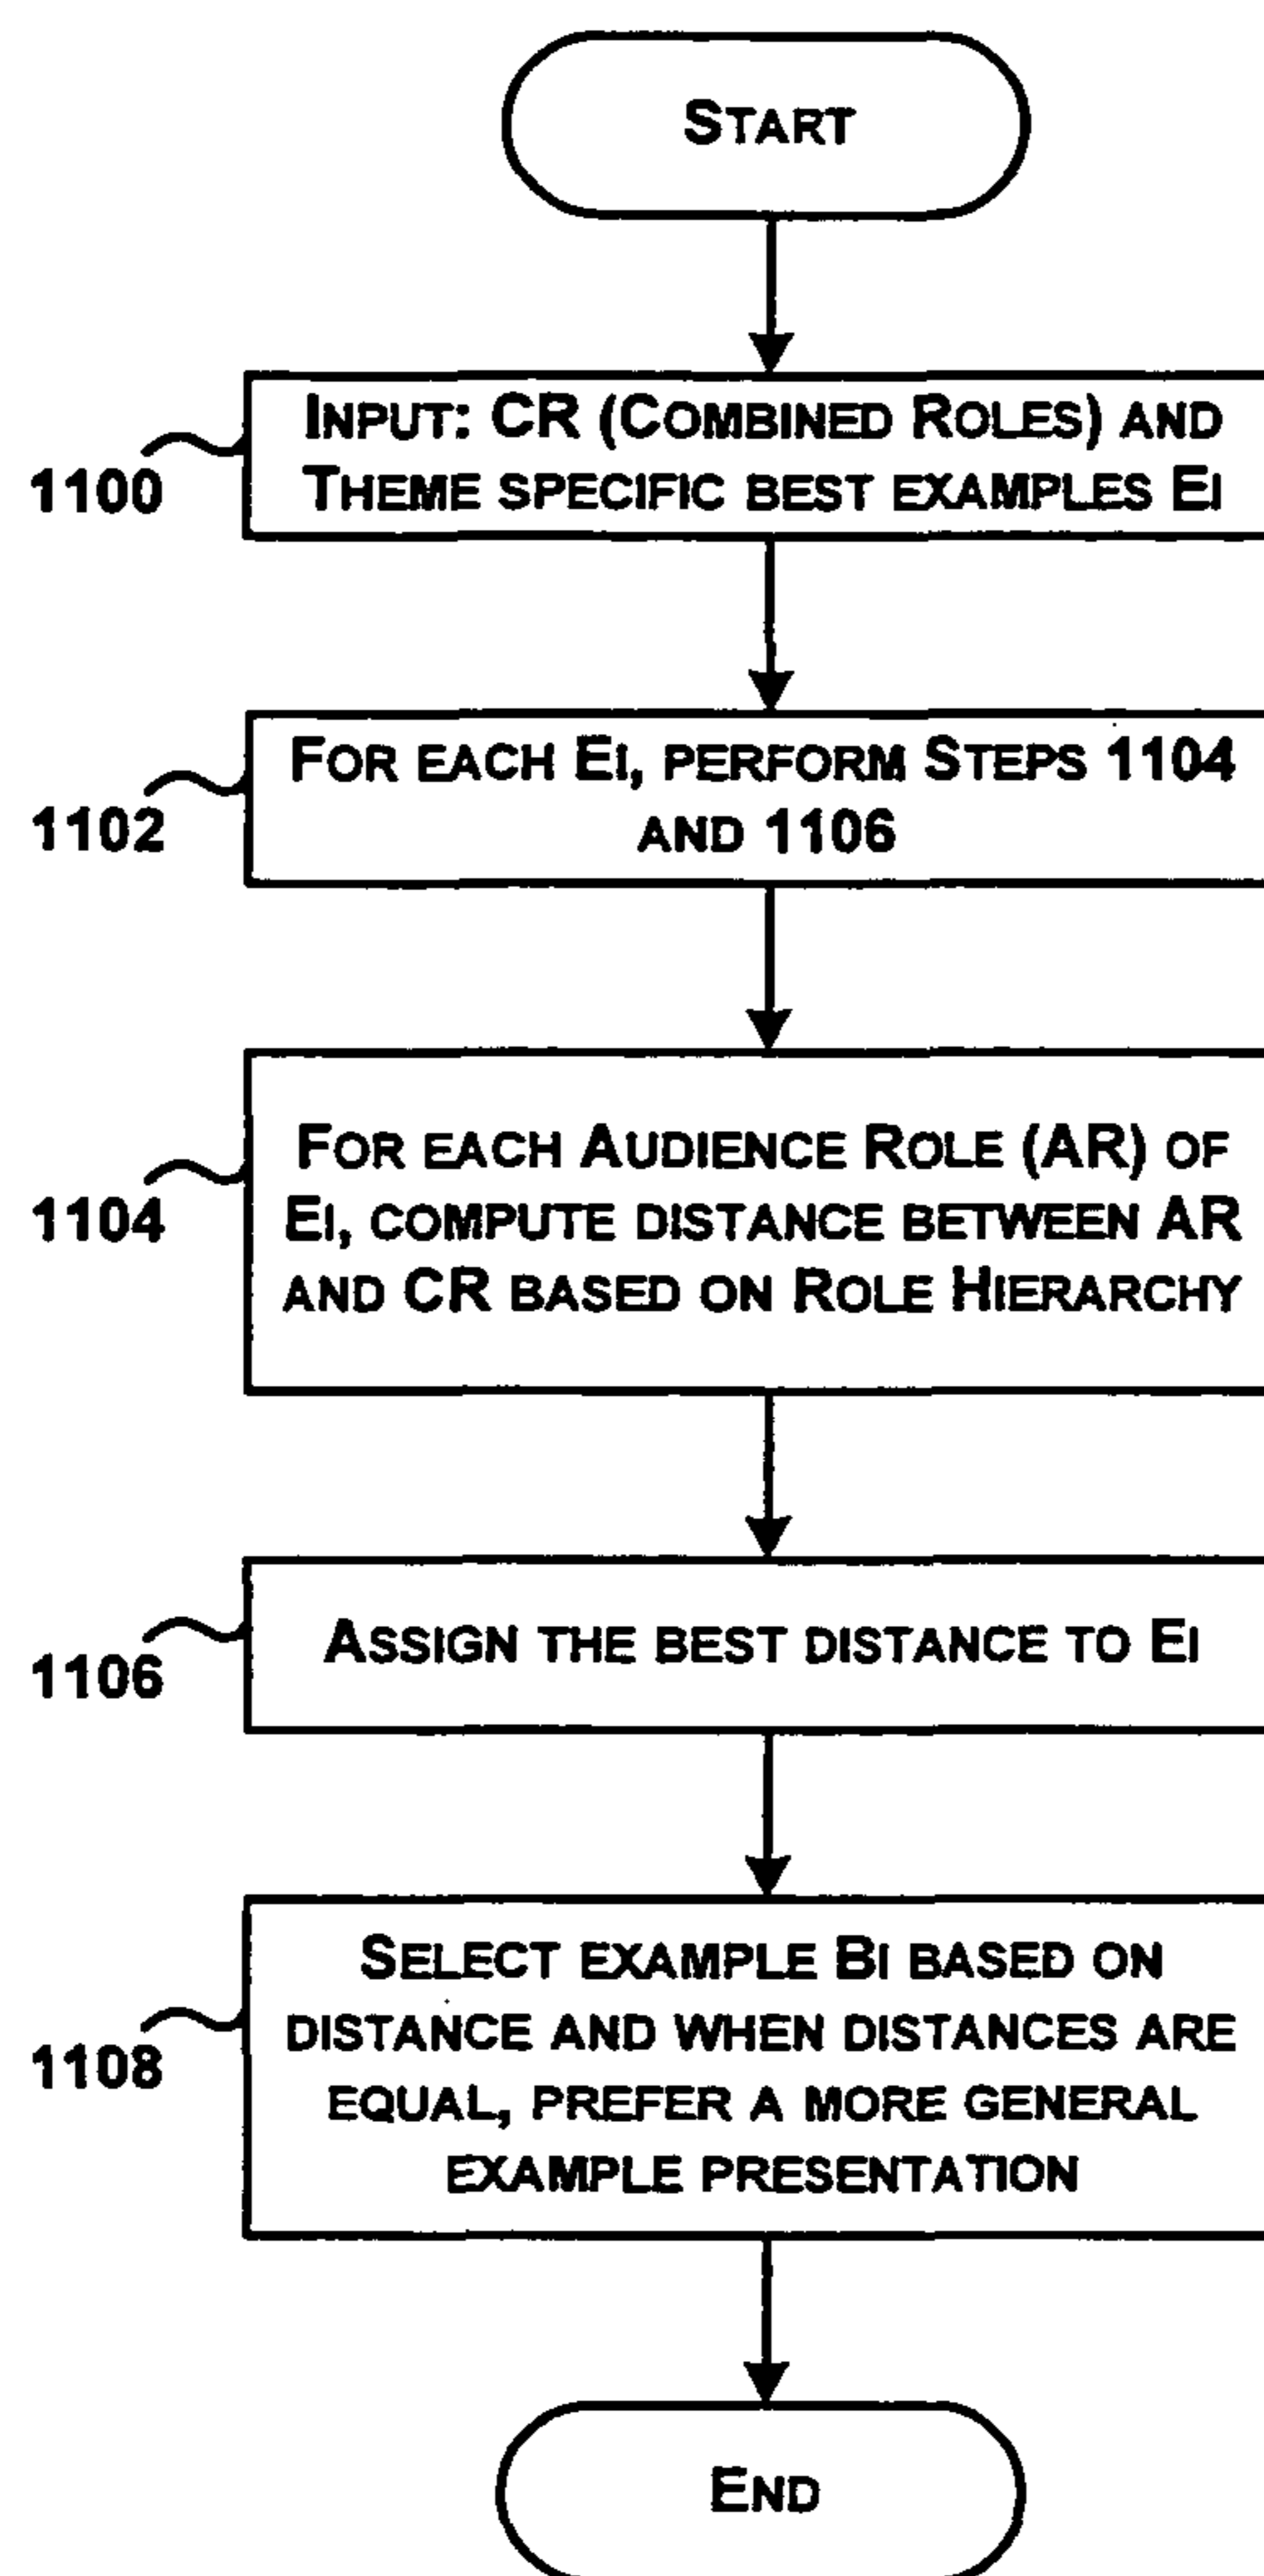 START
INPUT: CR (COMBINED ROLES) AND
THEME SPECIFIC BEST EXAMPLES EI
1100
FOR EACH EI, PERFORM STEPS 1104
AND 1106
1102
FOR EACH AUDIENCE ROLE (AR) OF
EI, COMPUTE DISTANCE BETWEEN AR
AND CR BASED ON ROLE HIERARCHY
1104
ASSIGN THE BEST DISTANCE TO EI
1106
SELECT EXAMPLE BI BASED ON
DISTANCE AND WHEN DISTANCES ARE
EQUAL, PREFER A MORE GENERAL
EXAMPLE PRESENTATION
1108
END